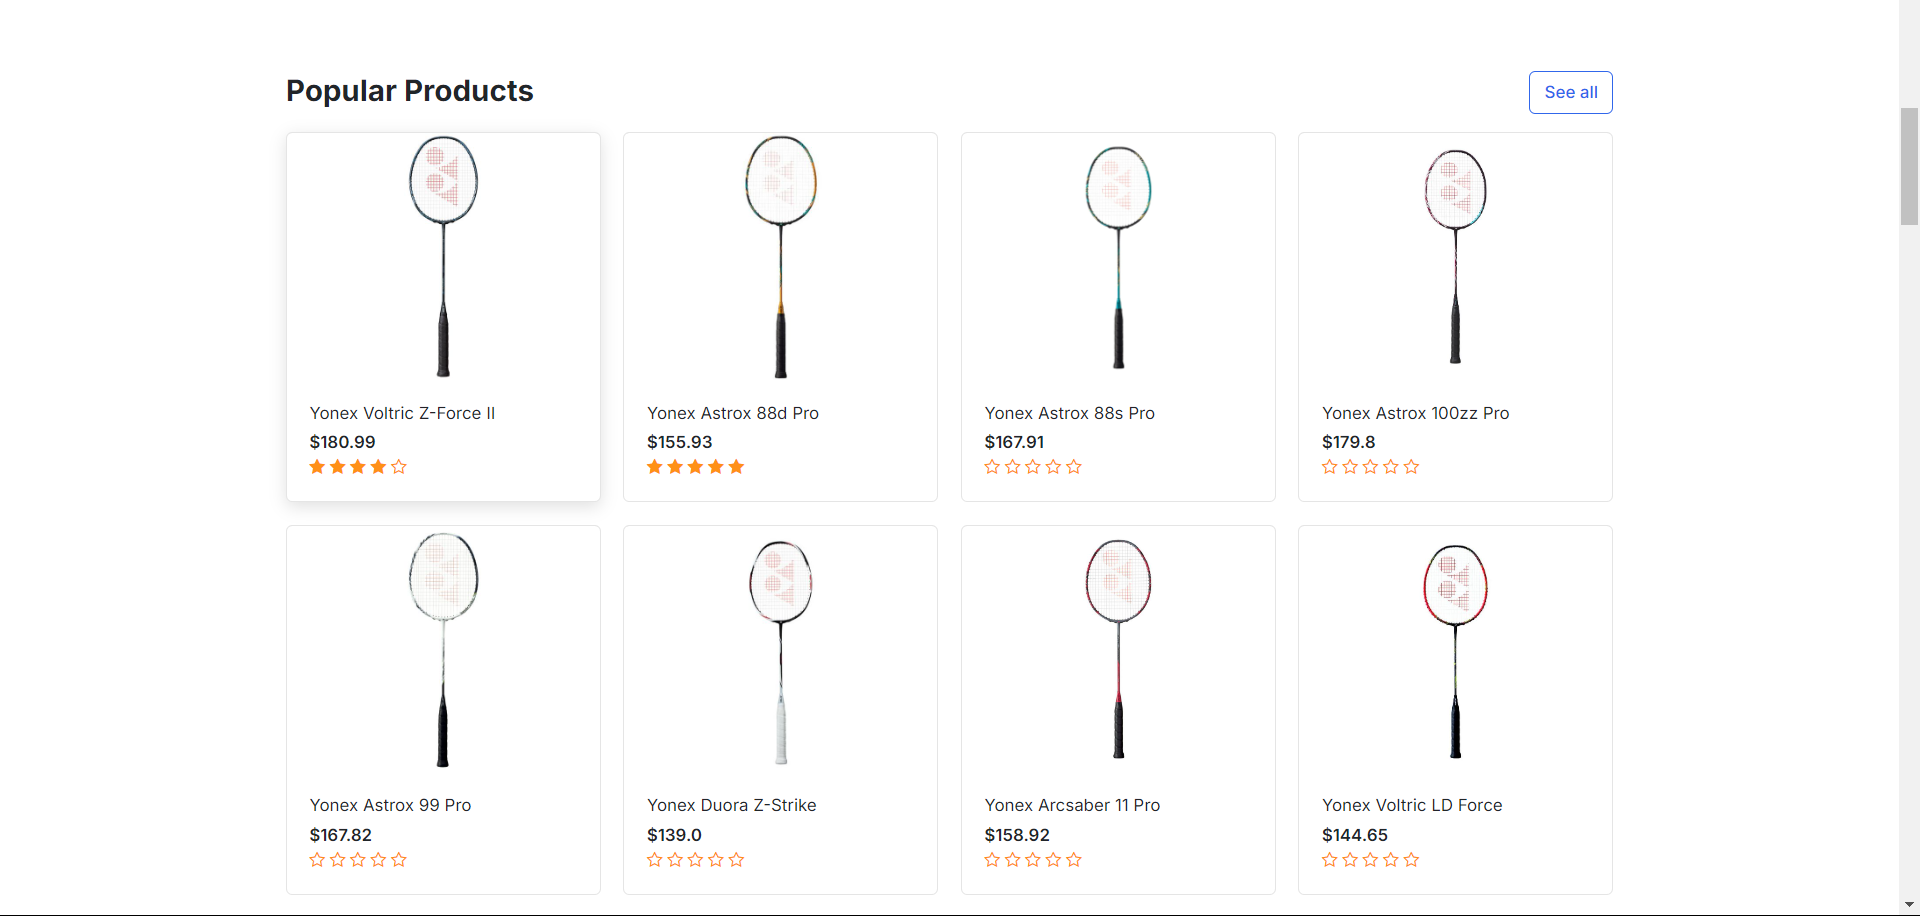 Popular Products
See all
Yonex Voltric Z-Force II
$180.99
Yonex Astrox 88d Pro
$155.93
Yonex Astrox 88s Pro
$167.91
Yonex Astrox 100zz Pro
$179.8
Yonex Astrox 99 Pro
$167.82
Yonex Duora Z-Strike
$139.0
Yonex Arcsaber 11 Pro
$158.92
Yonex Voltric LD Force
$144.65